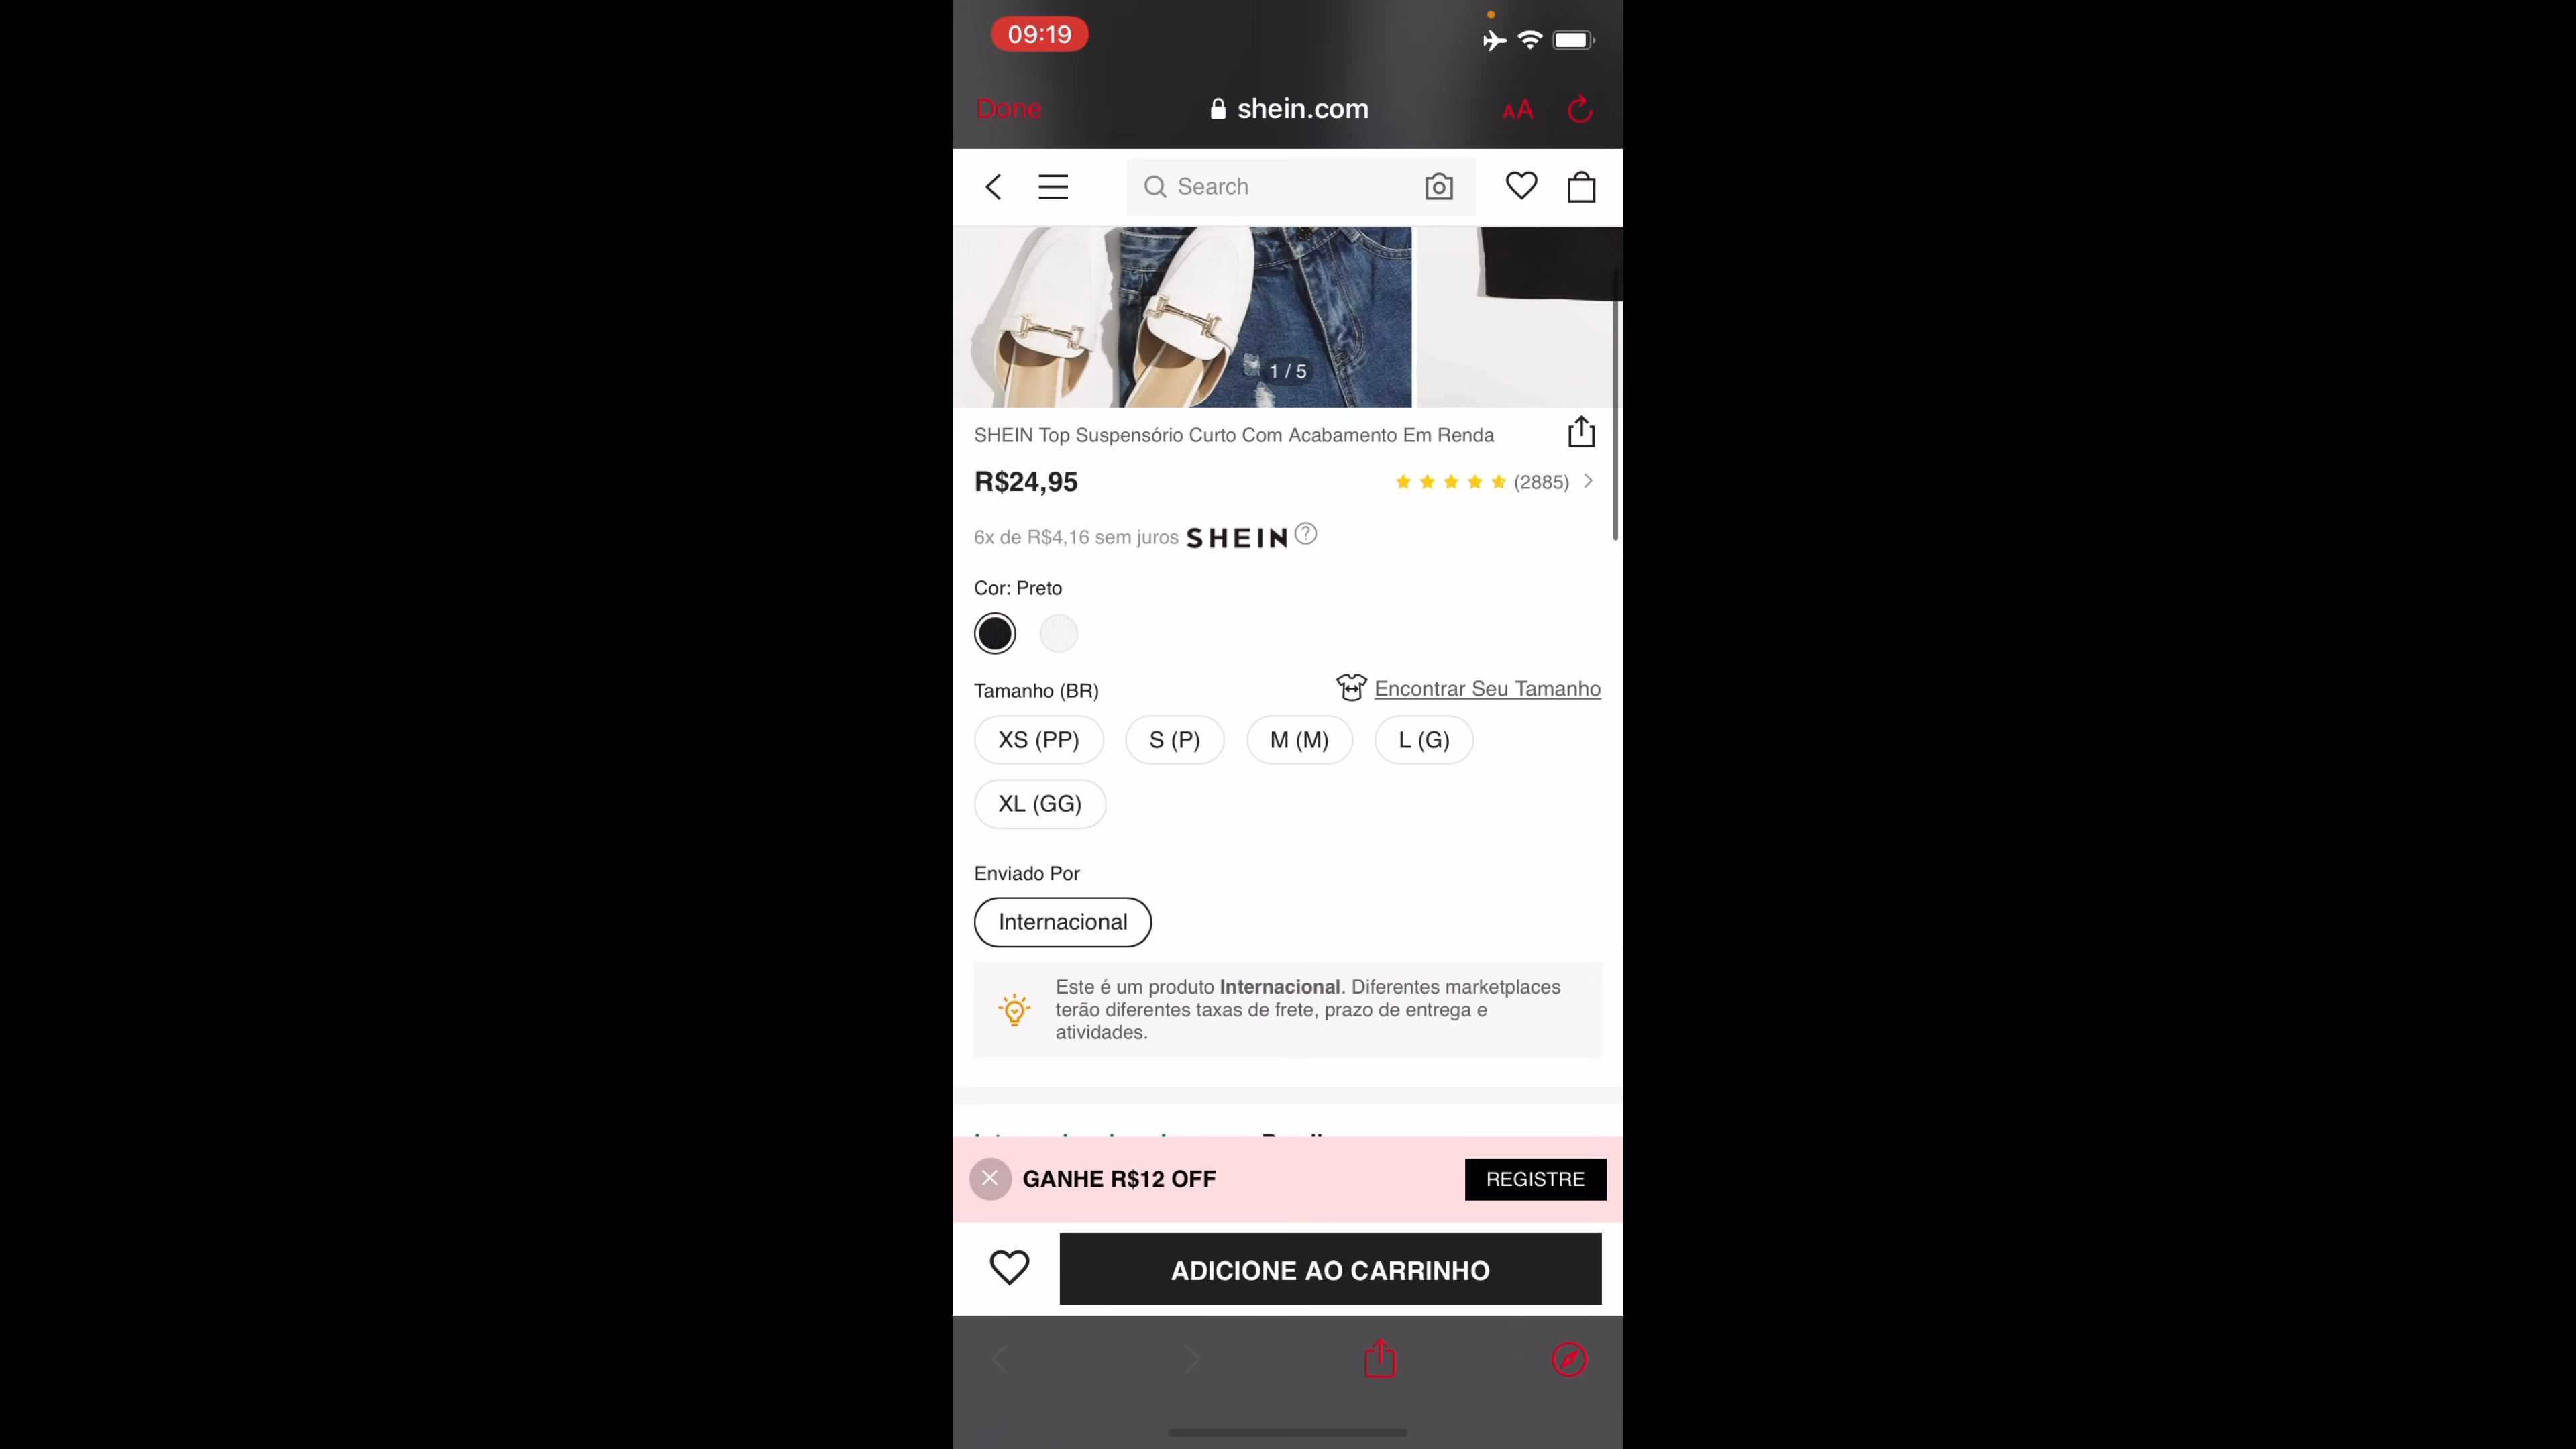 09:19
Done
shein.com
AA
Search
1 / 5
SHEIN Top Suspensório Curto Com Acabamento Em Renda
R$24,95
(2885)
6x de R$4,16 sem juros SHEIN ?
Cor: Preto
Tamanho (BR)
Encontrar Seu Tamanho
XS (PP)
S (P)
M (M)
L (G)
XL (GG)
Enviado Por
Internacional
Este é um produto Internacional. Diferentes marketplaces
terão diferentes taxas de frete, prazo de entrega e
atividades.
GANHE R$12 OFF
REGISTRE
ADICIONE AO CARRINHO